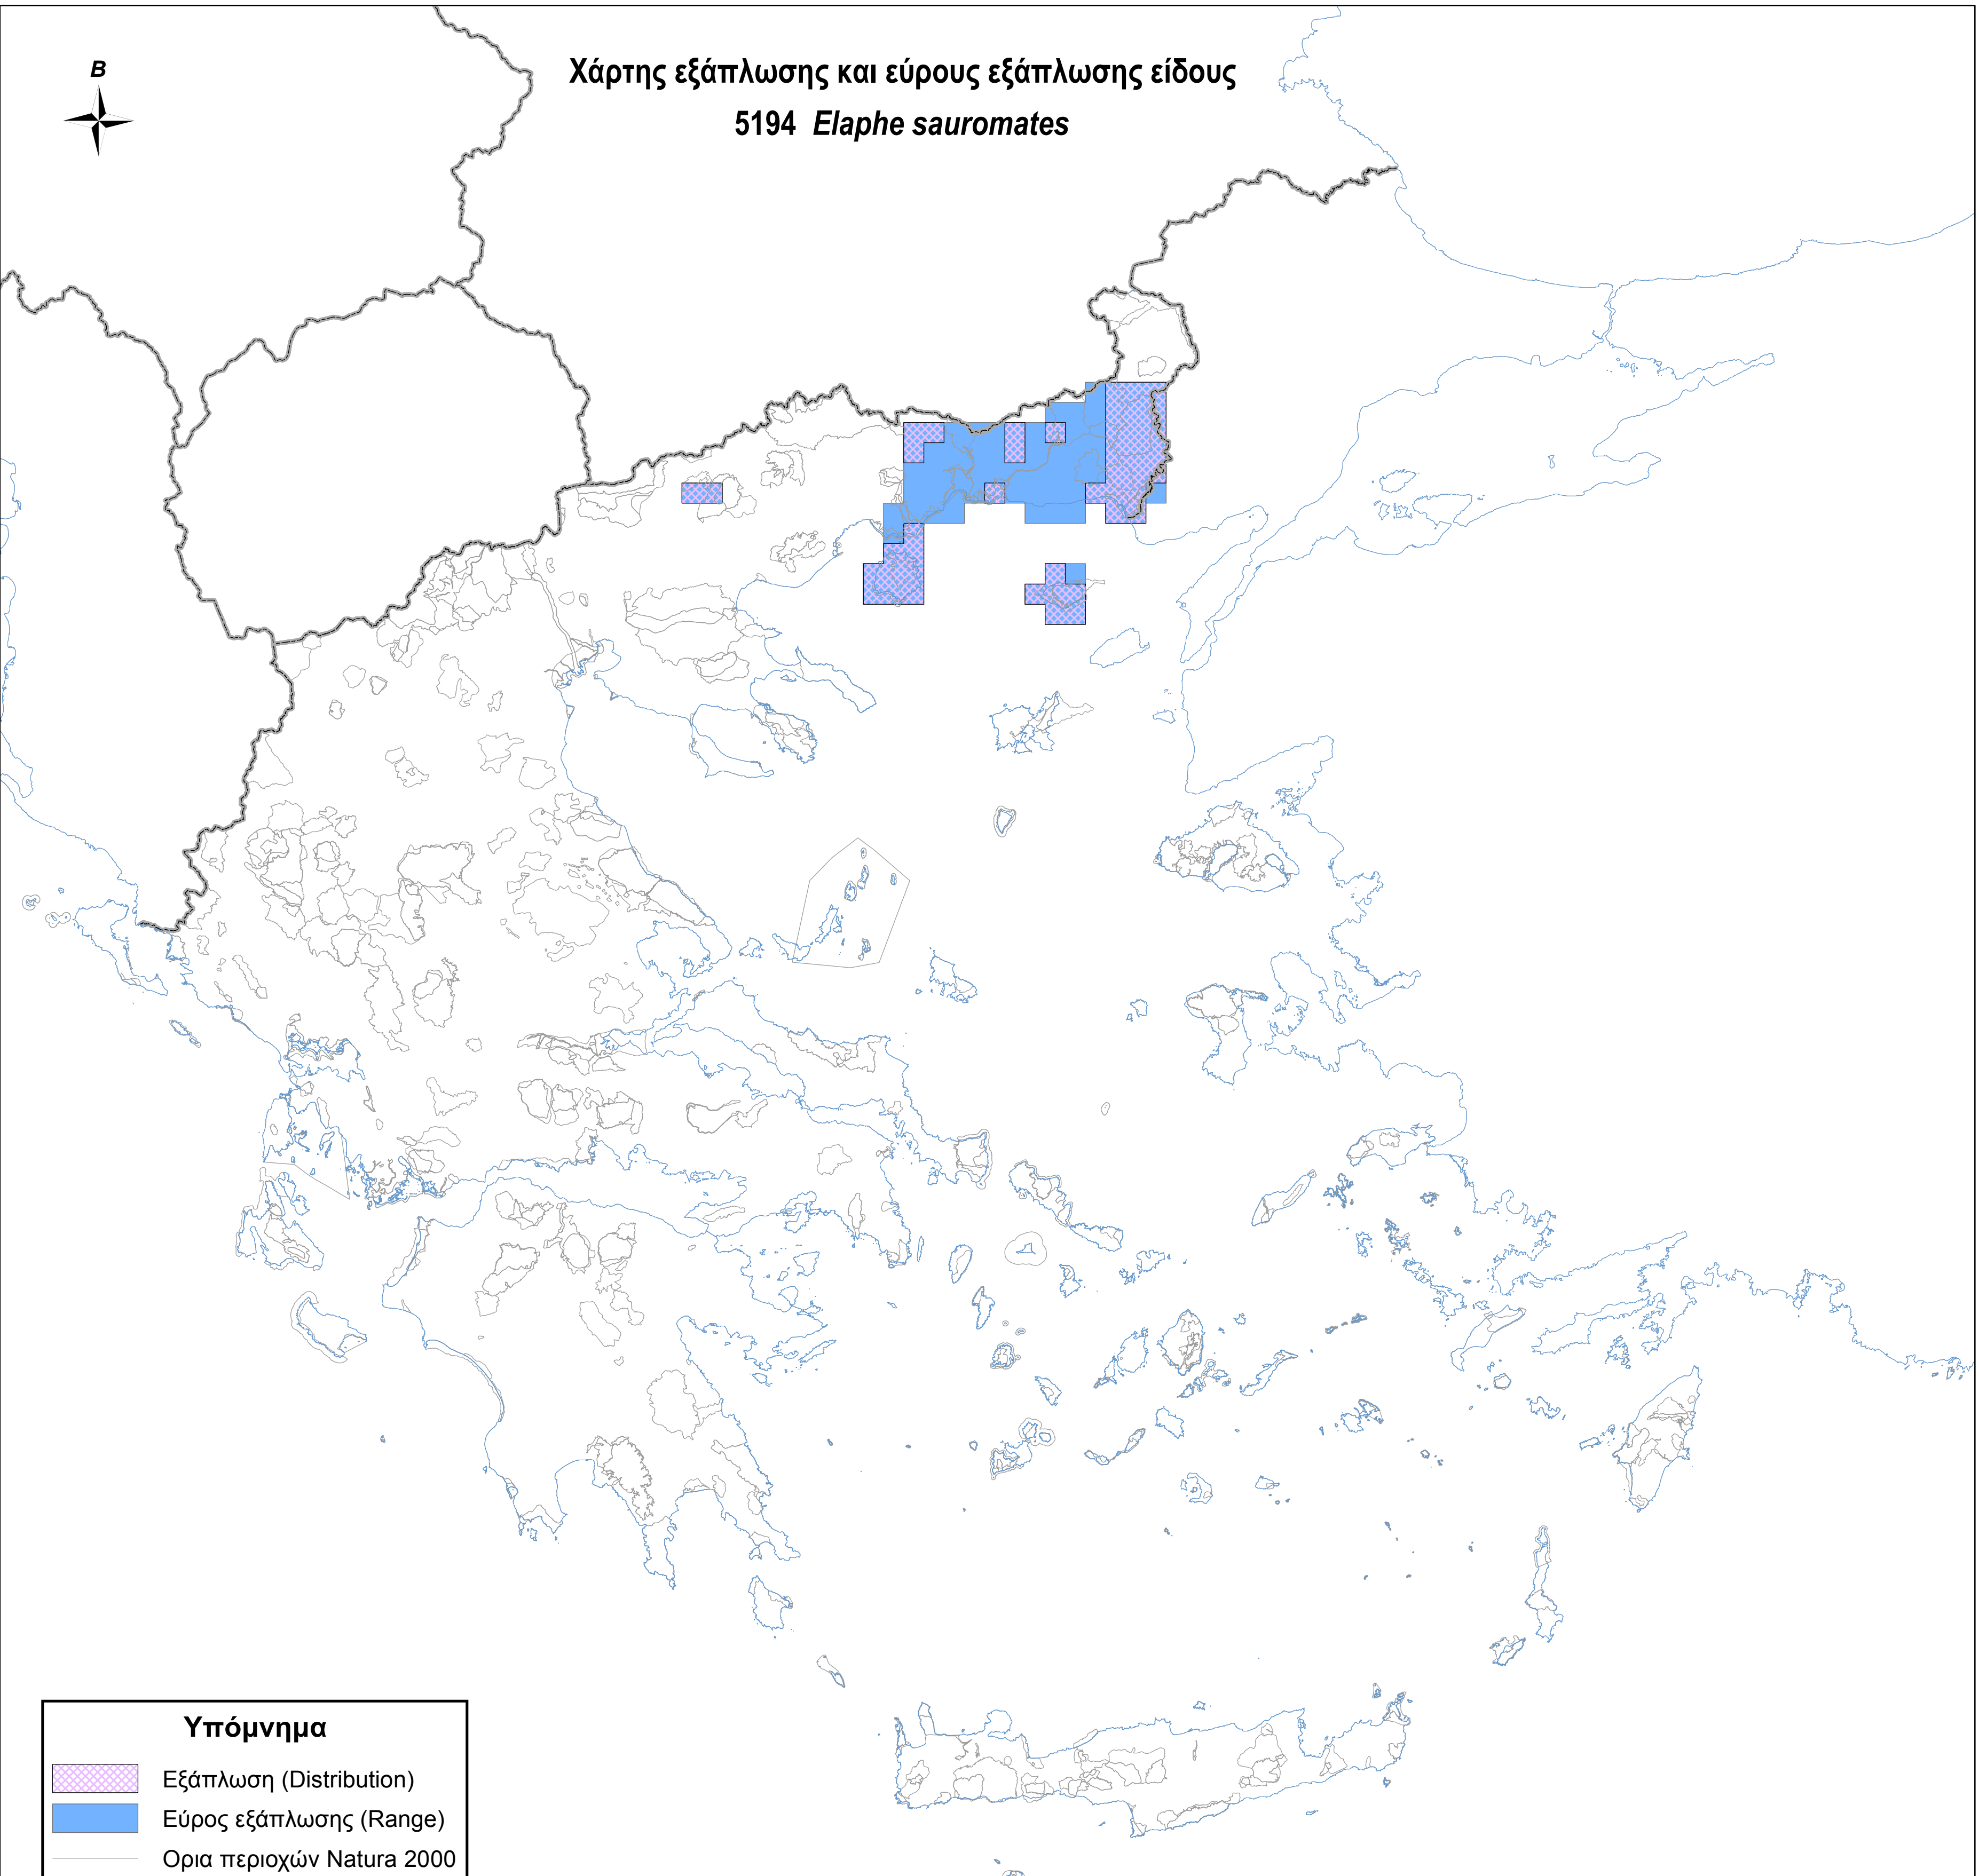 B
Χάρτης εξάπλωσης και εύρους εξάπλωσης είδους
5194 Elaphe sauromates
Υπόμνημα
Εξάπλωση (Distribution)
Εύρος εξάπλωσης (Range)
Ορια περιοχών Natura 2000